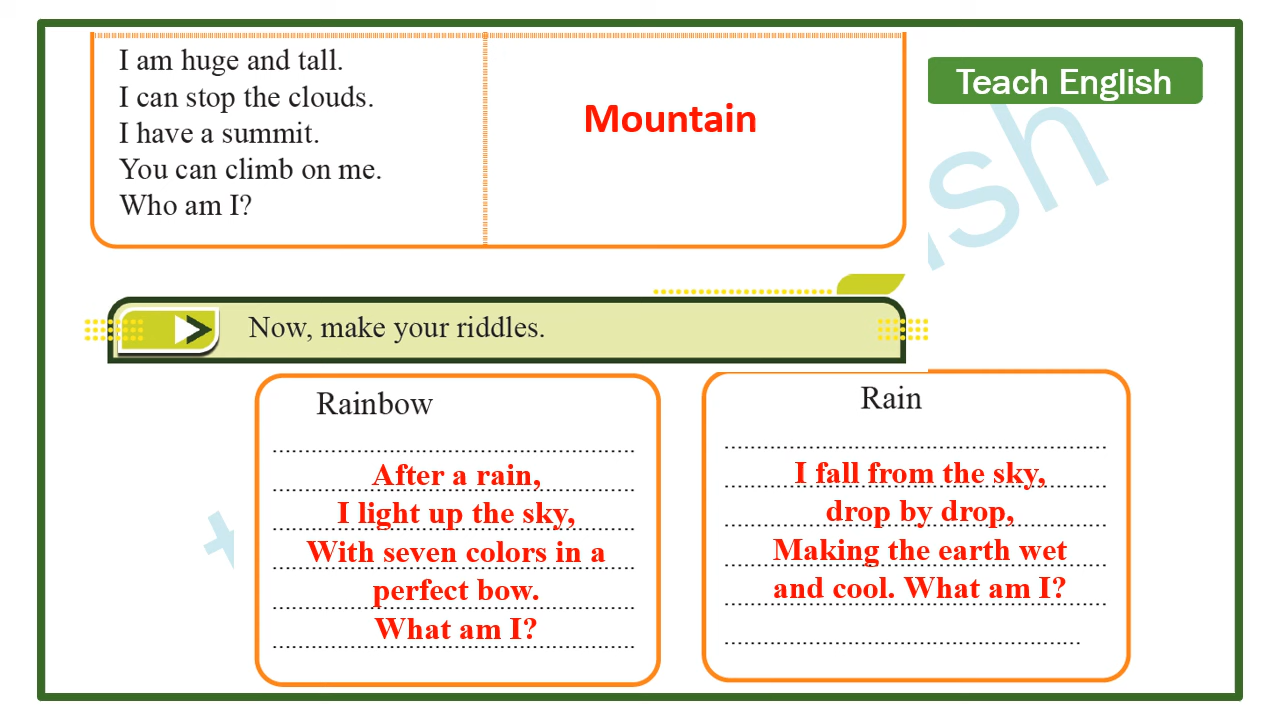 I am huge and tall.
I can stop the clouds.
I have a summit.
You can climb on me.
Who am I?
Mountain
Teach English
Now, make your riddles.
Rainbow
After a rain,
I light up the sky,
With seven colors in a
perfect bow.
What am I?
Rain
I fall from the sky,
drop by drop,
Making the earth wet
and cool. What am I?